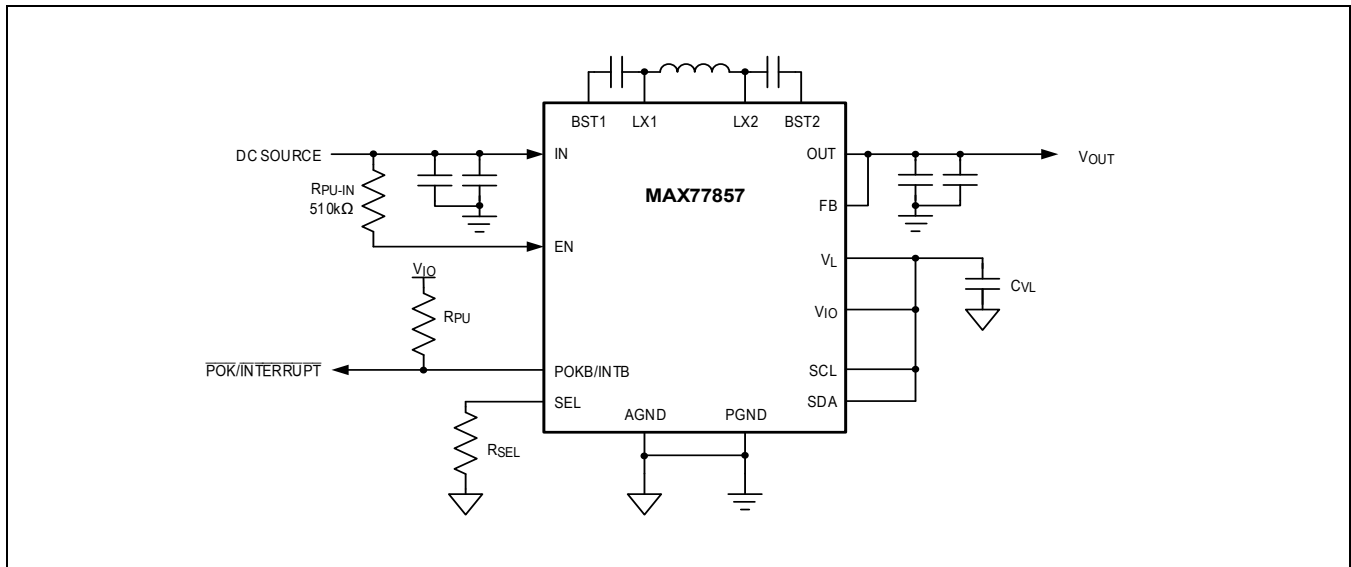 BST1 LX1 LX2 BST2
DC SOURCE IN OUT VOUT
RPU-IN
510kΩ
MAX77857
FB
EN
VL
CVL
VIO
RPU
VIO
POK/INTERRUPT POKB/INTB SCL
SEL SDA
AGND PGND
RSEL